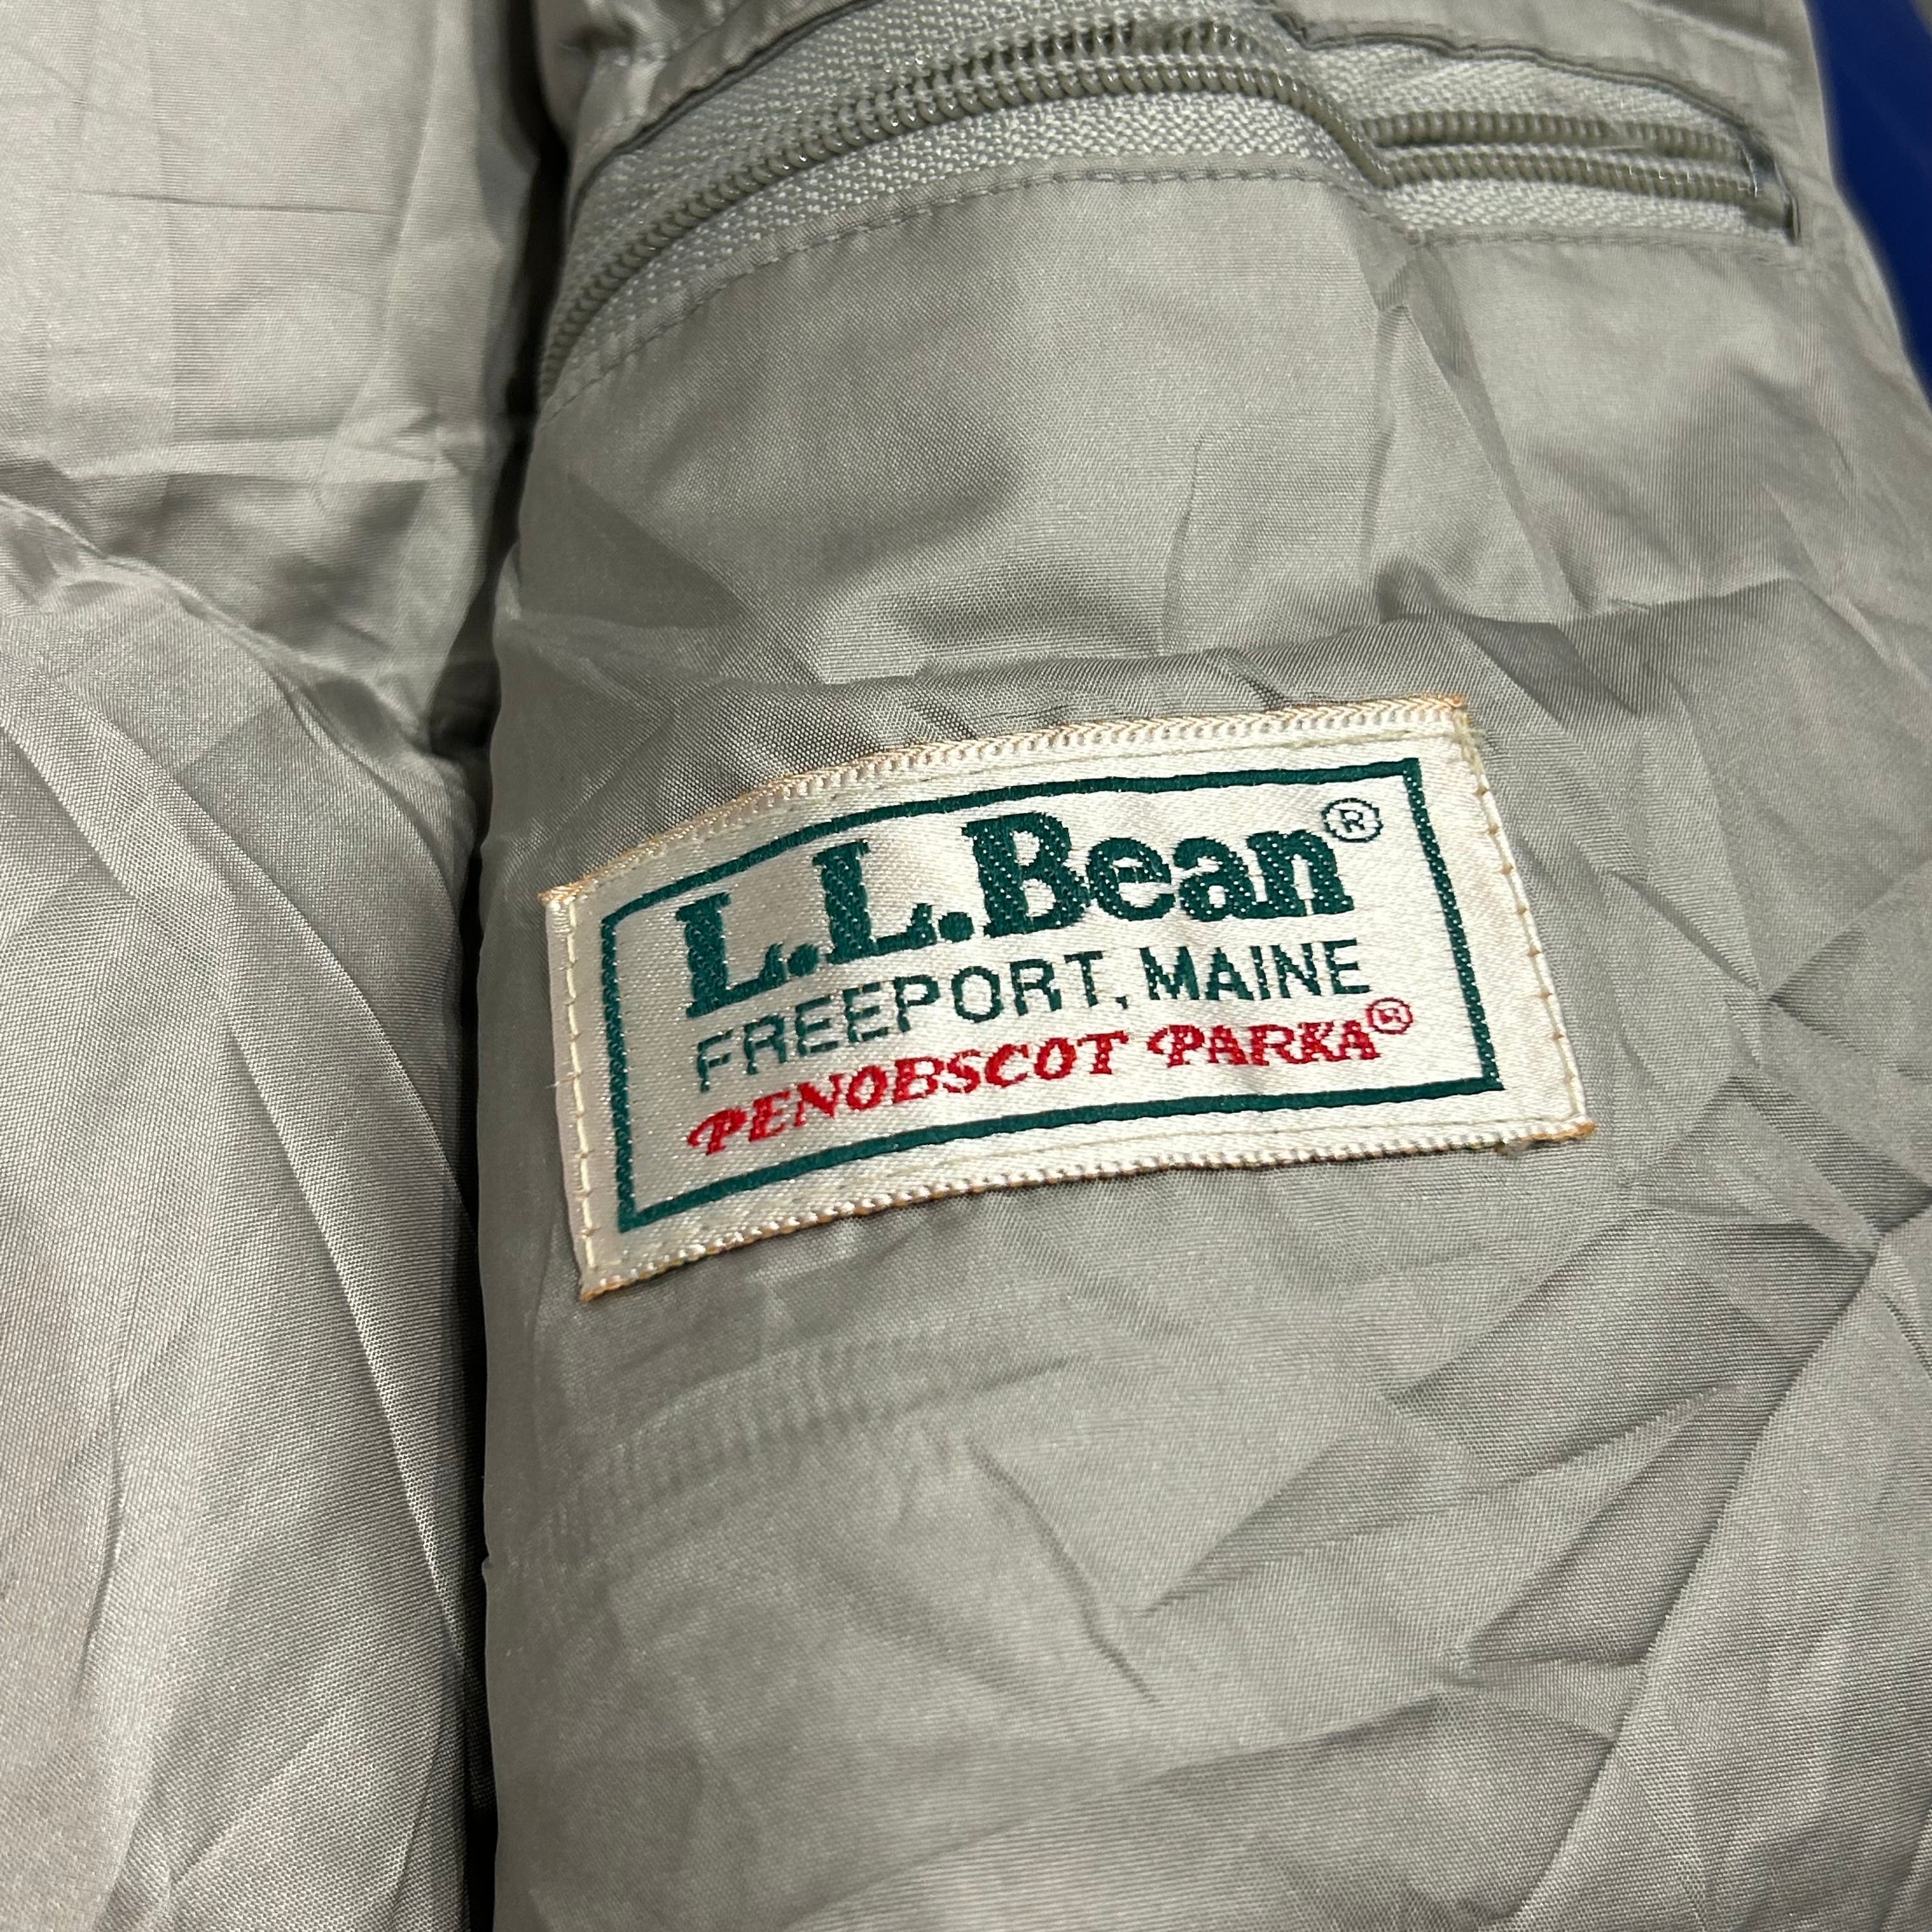 L.L.Bean®
FREEPORT, MAINE
PENOBSCOT PARKA®